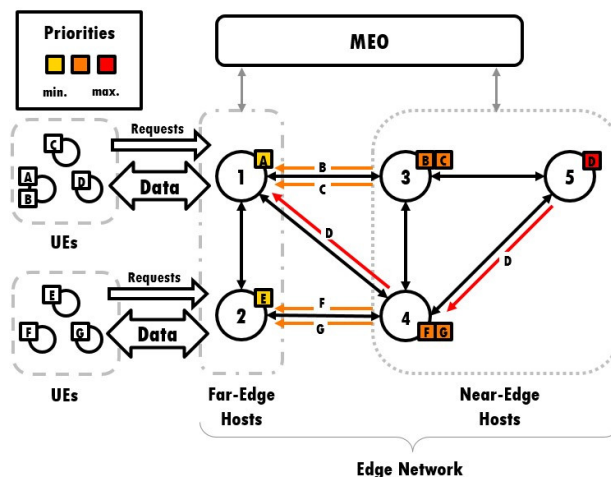 Priorities
min. max.
MEO
C
A
B
D
UEs
Requests
Data
E
F
G
UEs
Requests
Data
1
A
2
E
B
C
D
F
G
3
B C
4
F G
5
D
D
Far-Edge
Hosts
Near-Edge
Hosts
Edge Network